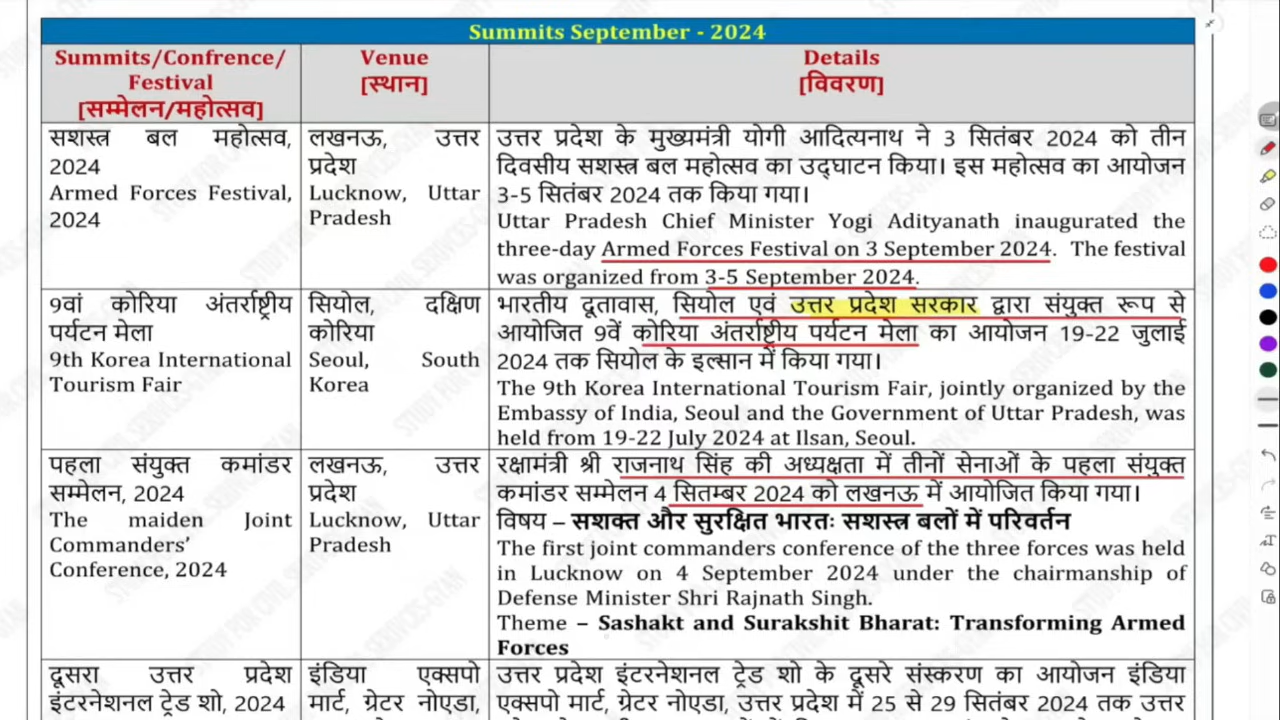 Summits September - 2024
Summits/Confrence/
Festival
[सम्मेलन/महोत्सव]
Venue
[स्थान]
Details
[विवरण]
सशस्त्र बल महोत्सव,
2024
Armed Forces Festival,
2024
लखनऊ, उत्तर
प्रदेश
Lucknow, Uttar
Pradesh
उत्तर प्रदेश के मुख्यमंत्री योगी आदित्यनाथ ने 3 सितंबर 2024 को तीन
दिवसीय सशस्त्र बल महोत्सव का उद्घाटन किया। इस महोत्सव का आयोजन
3-5 सितंबर 2024 तक किया गया।
Uttar Pradesh Chief Minister Yogi Adityanath inaugurated the
three-day Armed Forces Festival on 3 September 2024. The festival
was organized from 3-5 September 2024.
9वां कोरिया अंतर्राष्ट्रीय
पर्यटन मेला
9th Korea International
Tourism Fair
सियोल, दक्षिण
कोरिया
Seoul, South
Korea
भारतीय दूतावास, सियोल एवं उत्तर प्रदेश सरकार द्वारा संयुक्त रूप से
आयोजित 9वें कोरिया अंतर्राष्ट्रीय पर्यटन मेला का आयोजन 19-22 जुलाई
2024 तक सियोल के इल्सान में किया गया।
The 9th Korea International Tourism Fair, jointly organized by the
Embassy of India, Seoul and the Government of Uttar Pradesh, was
held from 19-22 July 2024 at Ilsan, Seoul.
पहला संयुक्त कमांडर
सम्मेलन, 2024
The maiden Joint
Commanders’
Conference, 2024
लखनऊ, उत्तर
प्रदेश
Lucknow, Uttar
Pradesh
रक्षामंत्री श्री राजनाथ सिंह की अध्यक्षता में तीनों सेनाओं के पहला संयुक्त
कमांडर सम्मेलन 4 सितम्बर 2024 को लखनऊ में आयोजित किया गया।
विषय – सशक्त और सुरक्षित भारतः सशस्त्र बलों में परिवर्तन
The first joint commanders conference of the three forces was held
in Lucknow on 4 September 2024 under the chairmanship of
Defense Minister Shri Rajnath Singh.
Theme – Sashakt and Surakshit Bharat: Transforming Armed
Forces
दूसरा उत्तर प्रदेश
इंटरनेशनल ट्रेड शो, 2024
इंडिया एक्सपो
मार्ट, ग्रेटर नोएडा,
उत्तर प्रदेश इंटरनेशनल ट्रेड शो के दूसरे संस्करण का आयोजन इंडिया
एक्सपो मार्ट, ग्रेटर नोएडा, उत्तर प्रदेश में 25 से 29 सितंबर 2024 तक उत्तर